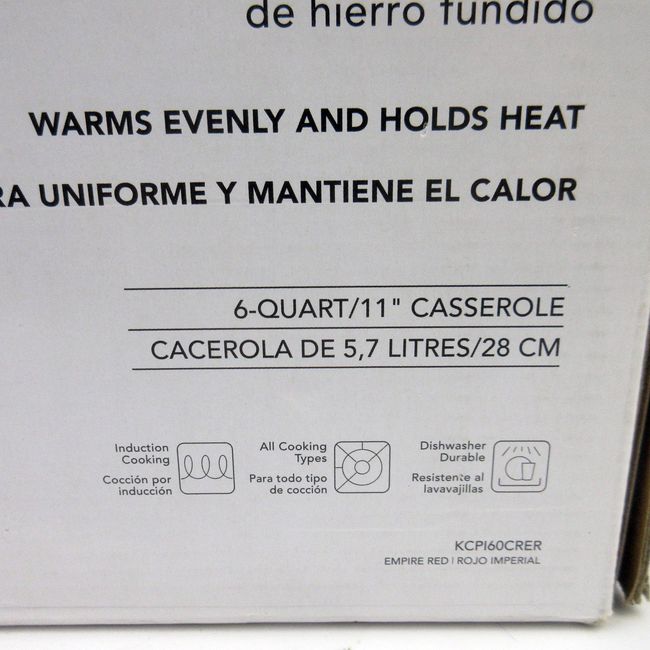 de hierro fundido
WARMS EVENLY AND HOLDS HEAT
RA UNIFORME Y MANTIENE EL CALOR
6-QUART/11" CASSEROLE
CACEROLA DE 5,7 LITRES/28 CM
Induction
Cooking
Cocción por
inducción
All Cooking
Types
Para todo tipo
de cocción
Dishwasher
Durable
Resistente al
lavavajillas
KCPI60CRER
EMPIRE RED | ROJO IMPERIAL